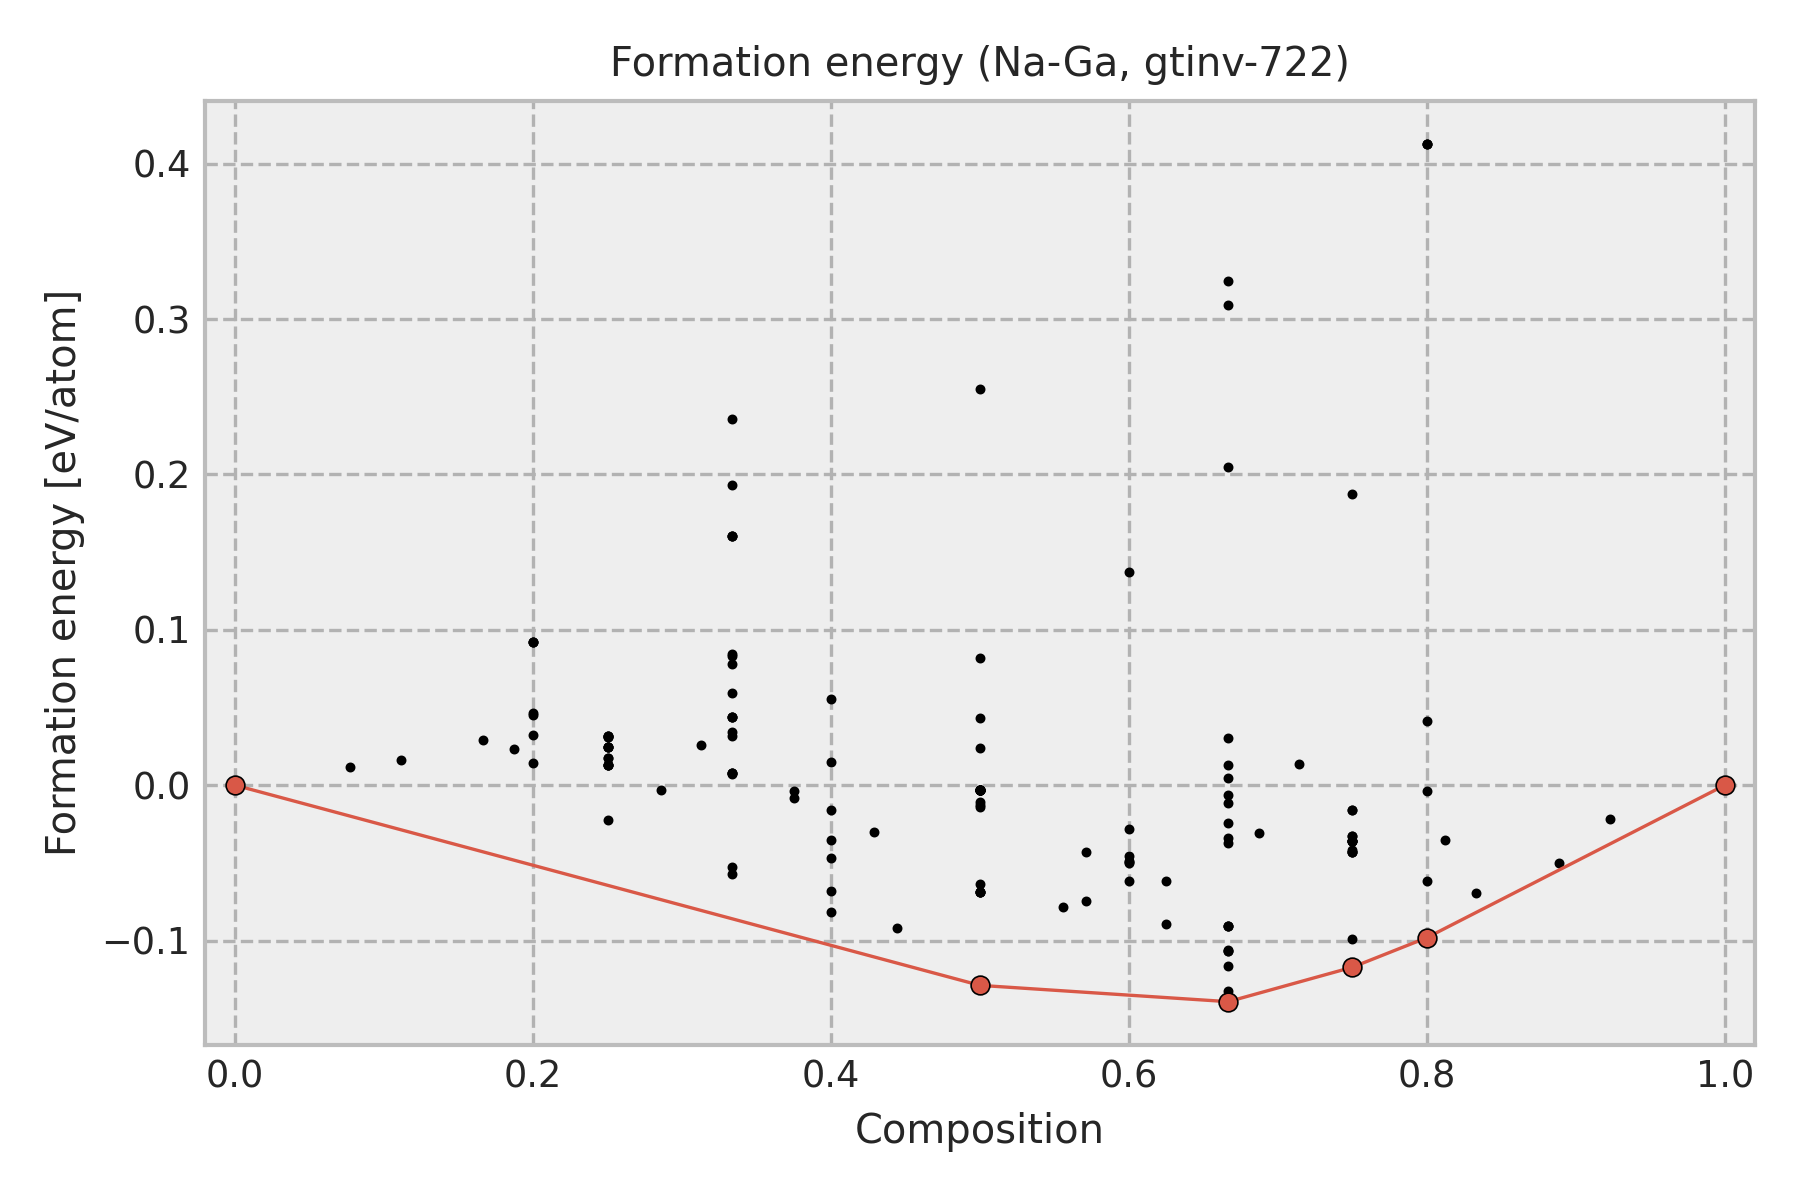 Formation energy (Na-Ga, gtinv-722)
Formation energy [eV/atom]
0.4
0.3
0.2
0.1
0.0
−0.1
0.0 0.2 0.4 0.6 0.8 1.0
Composition